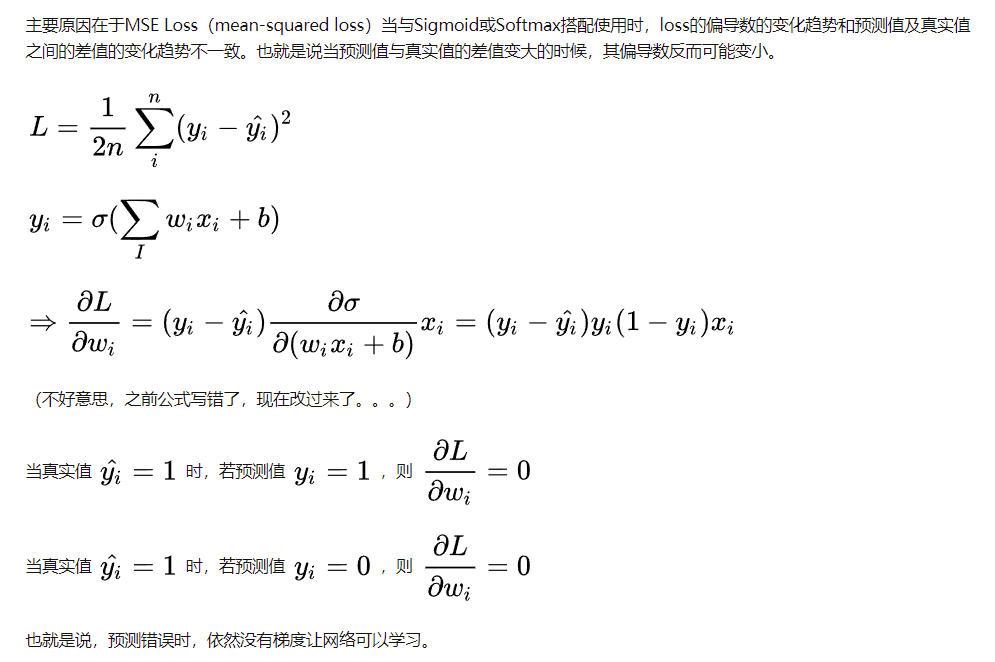 主要原因在于MSE Loss（mean-squared loss）当与Sigmoid或Softmax搭配使用时，loss的偏导数的变化趋势和预测值及真实值
之间的差值的变化趋势不一致。也就是说当预测值与真实值的差值变大的时候，其偏导数反而可能变小。
L = \frac{1}{2n} \sum_{i}^{n} (y_i - \hat{y_i})^2
y_i = \sigma(\sum_{I} w_i x_i + b)
\Rightarrow \frac{\partial L}{\partial w_i} = (y_i - \hat{y_i}) \frac{\partial \sigma}{\partial (w_i x_i + b)} x_i = (y_i - \hat{y_i}) y_i (1 - y_i) x_i
（不好意思，之前公式写错了，现在改过来了。。。）
当真实值 \hat{y_i} = 1 时，若预测值 y_i = 1 ，则 \frac{\partial L}{\partial w_i} = 0
当真实值 \hat{y_i} = 1 时，若预测值 y_i = 0 ，则 \frac{\partial L}{\partial w_i} = 0
也就是说，预测错误时，依然没有梯度让网络可以学习。